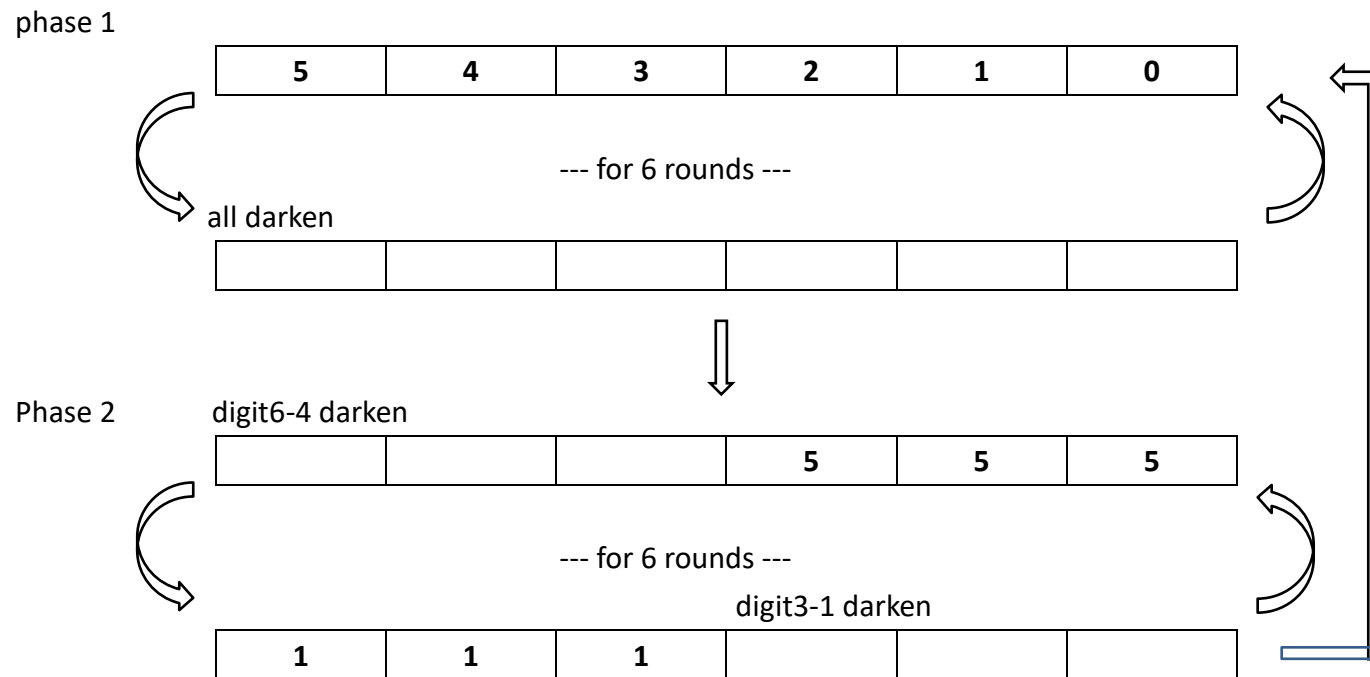 phase 1
5 4 3 2 1 0
--- for 6 rounds ---
all darken
Phase 2 digit6-4 darken
5 5 5
--- for 6 rounds ---
digit3-1 darken
1 1 1